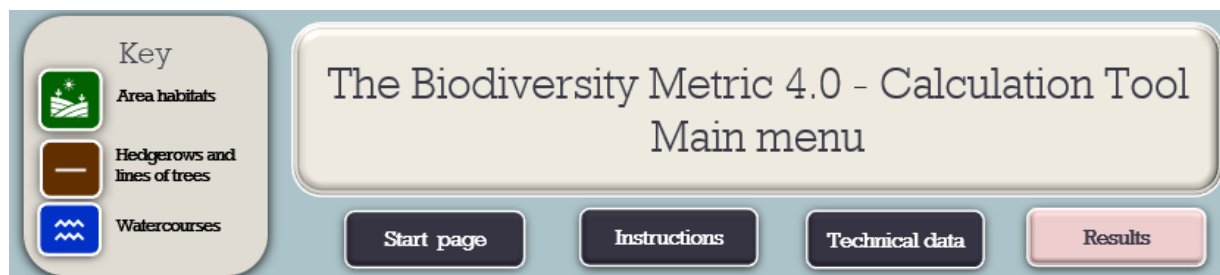 Key
Area habitats
Hedgerows and
lines of trees
Watercourses
The Biodiversity Metric 4.0 - Calculation Tool
Main menu
Start page
Instructions
Technical data
Results